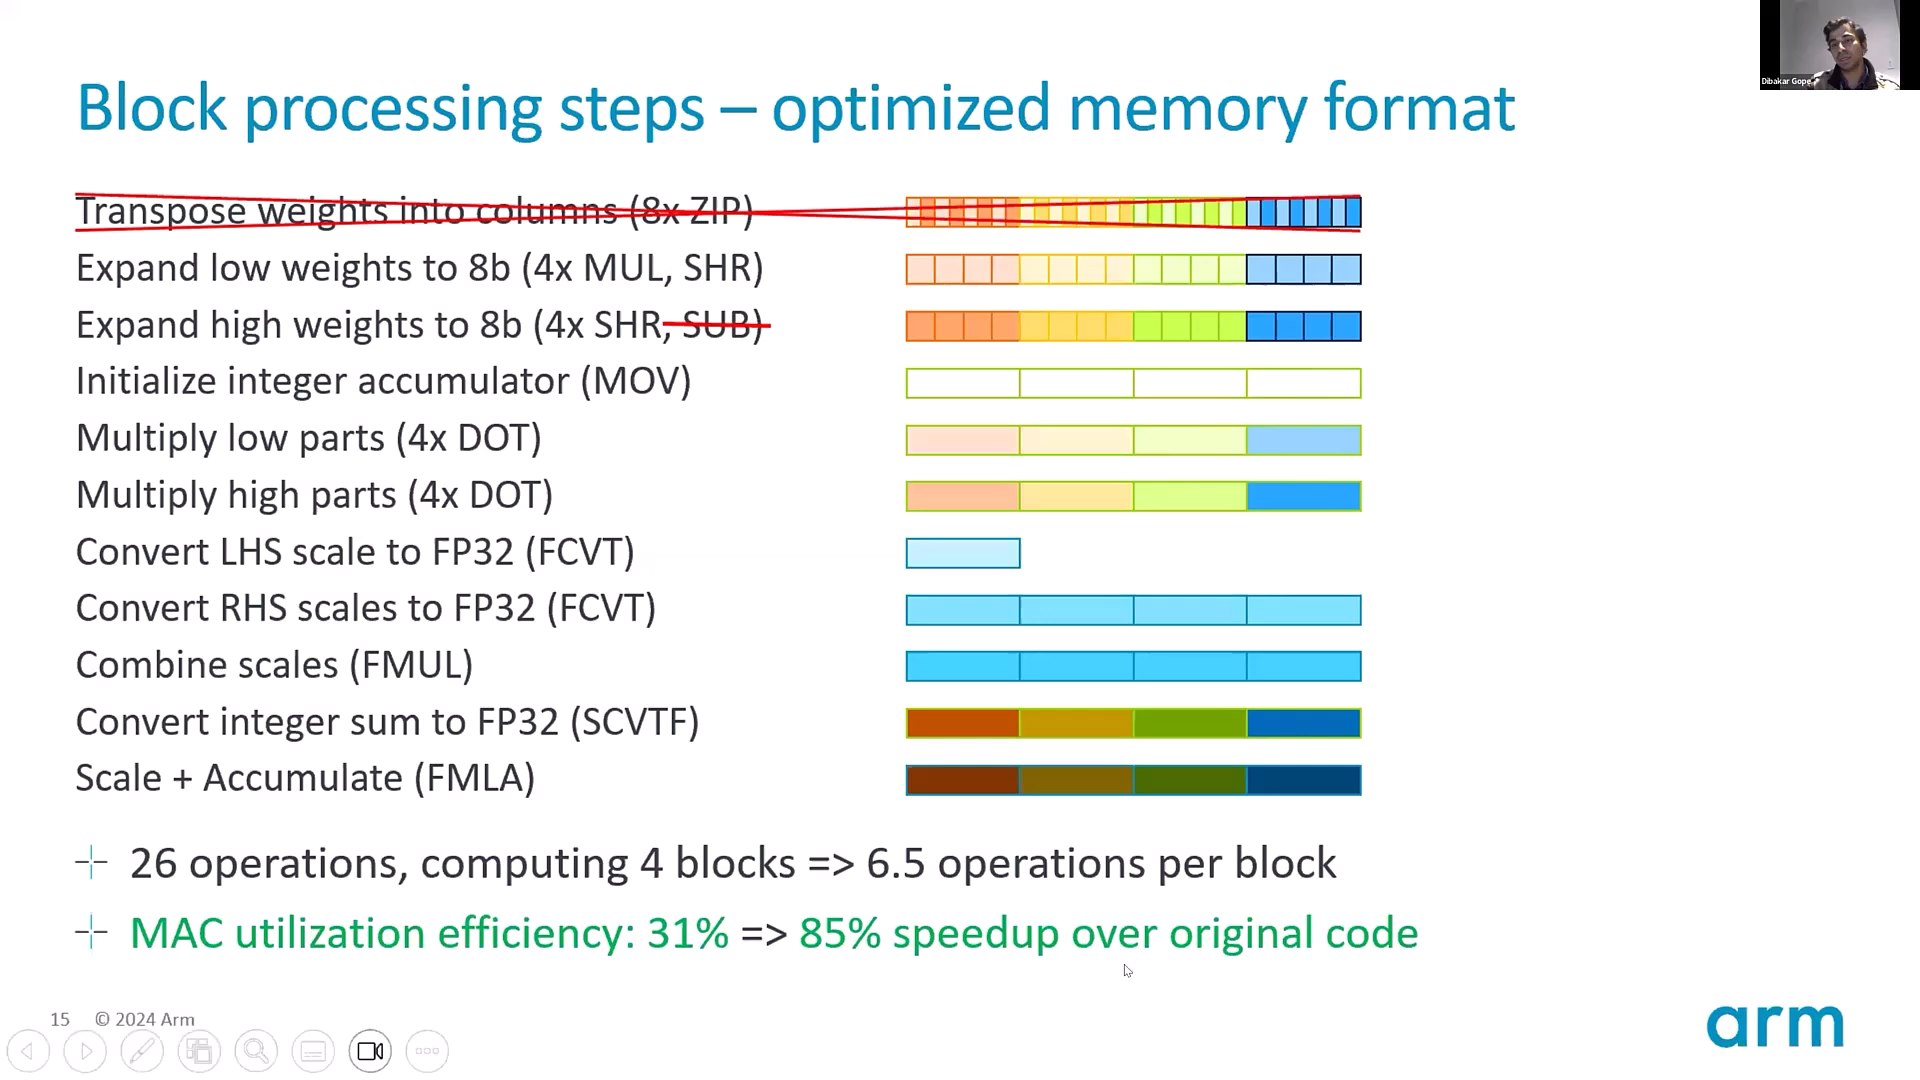 Dibakar Gope
Block processing steps – optimized memory format
Transpose weights into columns (8x ZIP)
Expand low weights to 8b (4x MUL, SHR)
Expand high weights to 8b (4x SHR, SUB)
Initialize integer accumulator (MOV)
Multiply low parts (4x DOT)
Multiply high parts (4x DOT)
Convert LHS scale to FP32 (FCVT)
Convert RHS scales to FP32 (FCVT)
Combine scales (FMUL)
Convert integer sum to FP32 (SCVTF)
Scale + Accumulate (FMLA)
26 operations, computing 4 blocks => 6.5 operations per block
MAC utilization efficiency: 31% => 85% speedup over original code
15 © 2024 Arm
arm